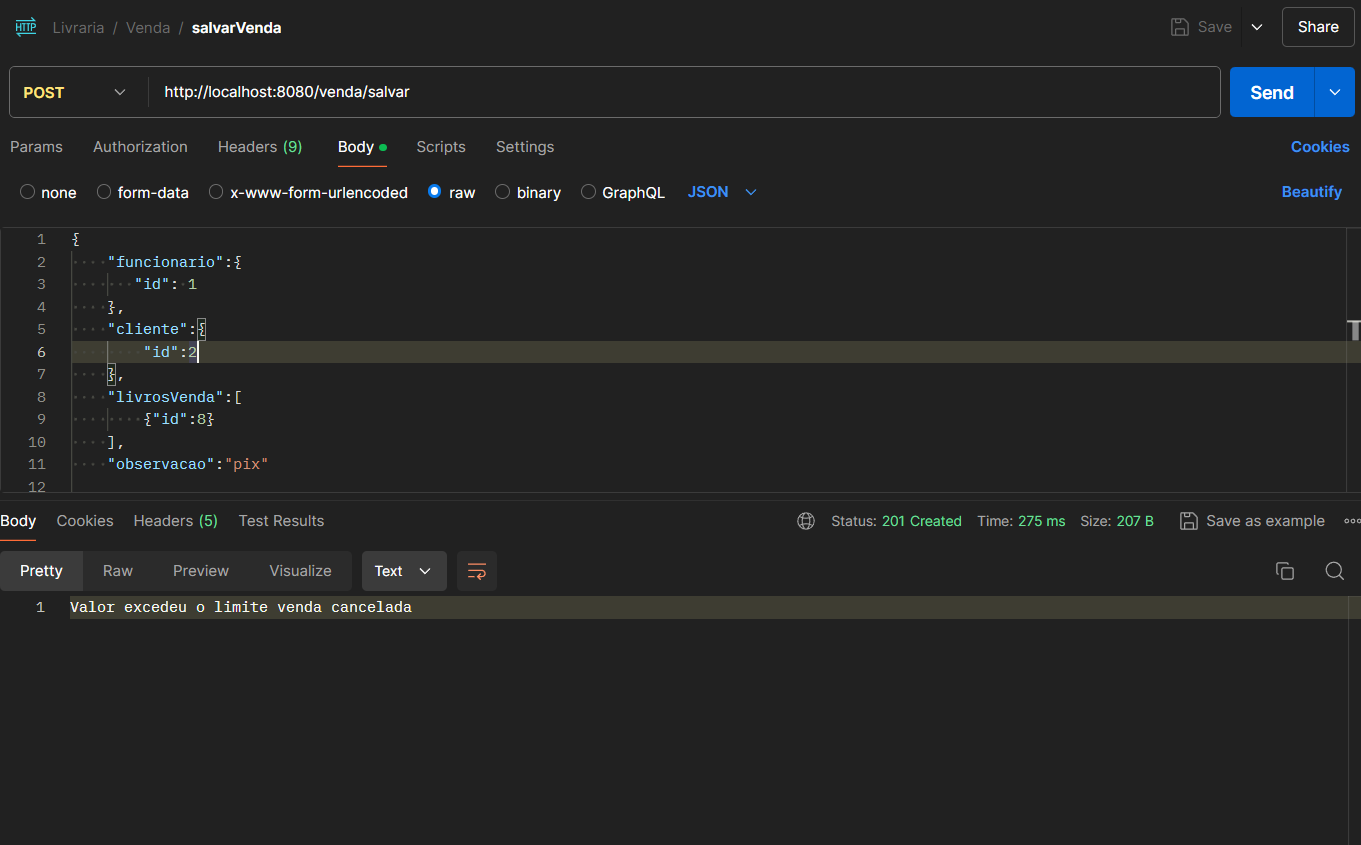 HTTP Livraria / Venda / salvarVenda Save Share
POST http://localhost:8080/venda/salvar Send
Params Authorization Headers (9) Body Scripts Settings Cookies
none form-data x-www-form-urlencoded raw binary GraphQL JSON Beautify
1 {
2 "funcionario":{
3 "id": 1
4 },
5 "cliente":{
6 "id":2
7 },
8 "livrosVenda":[
9 {"id":8}
10 ],
11 "observacao":"pix"
12
Body Cookies Headers (5) Test Results Status: 201 Created Time: 275 ms Size: 207 B Save as example
Pretty Raw Preview Visualize Text
1 Valor excedeu o limite venda cancelada